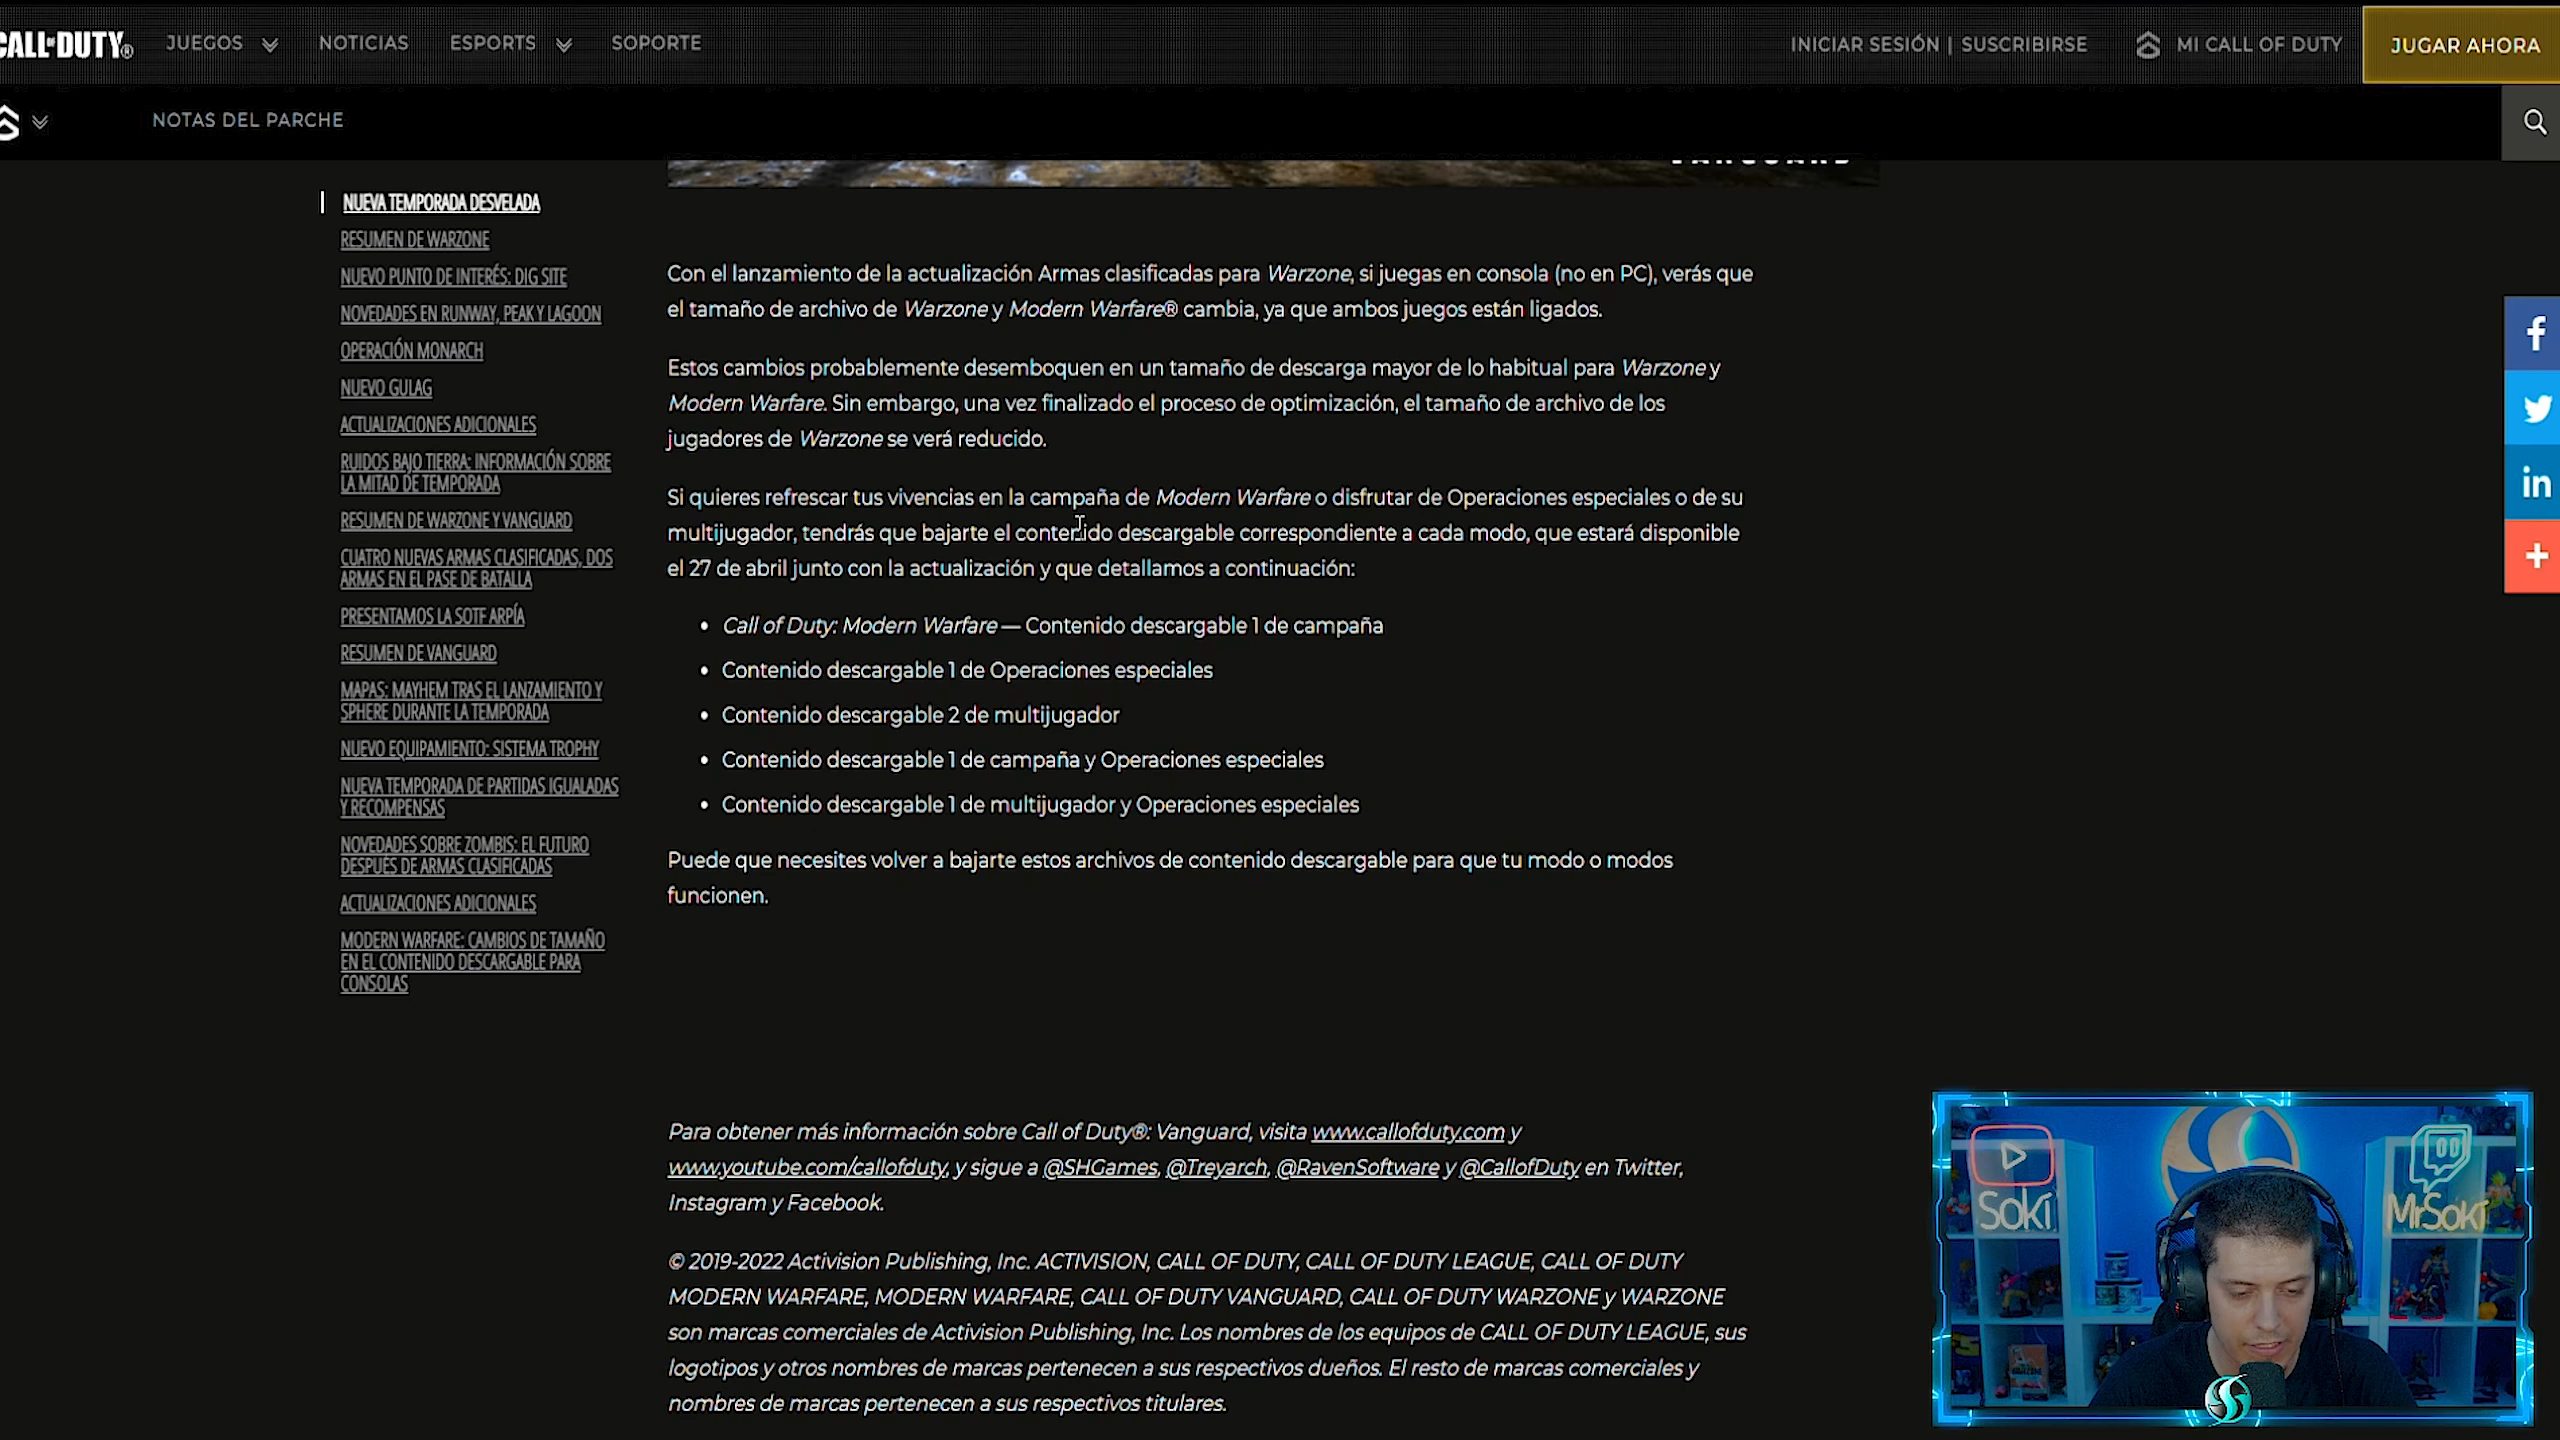 CALL OF DUTY®
JUEGOS
NOTICIAS
ESPORTS
SOPORTE
INICIAR SESIÓN | SUSCRIBIRSE
MI CALL OF DUTY
JUGAR AHORA
NOTAS DEL PARCHE
VANGUARD
NUEVA TEMPORADA DESVELADA
RESUMEN DE WARZONE
NUEVO PUNTO DE INTERÉS: DIG SITE
NOVEDADES EN RUNWAY, PEAK Y LAGOON
OPERACIÓN MONARCH
NUEVO GULAG
ACTUALIZACIONES ADICIONALES
RUIDOS BAJO TIERRA: INFORMACIÓN SOBRE
LA MITAD DE TEMPORADA
RESUMEN DE WARZONE Y VANGUARD
CUATRO NUEVAS ARMAS CLASIFICADAS, DOS
ARMAS EN EL PASE DE BATALLA
PRESENTAMOS LA SOTF ARPÍA
RESUMEN DE VANGUARD
MAPAS: MAYHEM TRAS EL LANZAMIENTO Y
SPHERE DURANTE LA TEMPORADA
NUEVO EQUIPAMIENTO: SISTEMA TROPHY
NUEVA TEMPORADA DE PARTIDAS IGUALADAS
Y RECOMPENSAS
NOVEDADES SOBRE ZOMBIS: EL FUTURO
DESPUÉS DE ARMAS CLASIFICADAS
ACTUALIZACIONES ADICIONALES
MODERN WARFARE: CAMBIOS DE TAMAÑO
EN EL CONTENIDO DESCARGABLE PARA
CONSOLAS
Con el lanzamiento de la actualización Armas clasificadas para Warzone, si juegas en consola (no en PC), verás que
el tamaño de archivo de Warzone y Modern Warfare® cambia, ya que ambos juegos están ligados.
Estos cambios probablemente desemboquen en un tamaño de descarga mayor de lo habitual para Warzone y
Modern Warfare. Sin embargo, una vez finalizado el proceso de optimización, el tamaño de archivo de los
jugadores de Warzone se verá reducido.
Si quieres refrescar tus vivencias en la campaña de Modern Warfare o disfrutar de Operaciones especiales o de su
multijugador, tendrás que bajarte el contenido descargable correspondiente a cada modo, que estará disponible
el 27 de abril junto con la actualización y que detallamos a continuación:
• Call of Duty: Modern Warfare — Contenido descargable 1 de campaña
• Contenido descargable 1 de Operaciones especiales
• Contenido descargable 2 de multijugador
• Contenido descargable 1 de campaña y Operaciones especiales
• Contenido descargable 1 de multijugador y Operaciones especiales
Puede que necesites volver a bajarte estos archivos de contenido descargable para que tu modo o modos
funcionen.
Para obtener más información sobre Call of Duty®: Vanguard, visita www.callofduty.com y
www.youtube.com/callofduty, y sigue a @SHGames, @Treyarch, @RavenSoftware y @CallofDuty en Twitter,
Instagram y Facebook.
© 2019-2022 Activision Publishing, Inc. ACTIVISION, CALL OF DUTY, CALL OF DUTY LEAGUE, CALL OF DUTY
MODERN WARFARE, MODERN WARFARE, CALL OF DUTY VANGUARD, CALL OF DUTY WARZONE y WARZONE
son marcas comerciales de Activision Publishing, Inc. Los nombres de los equipos de CALL OF DUTY LEAGUE, sus
logotipos y otros nombres de marcas pertenecen a sus respectivos dueños. El resto de marcas comerciales y
nombres de marcas pertenecen a sus respectivos titulares.
Soki
MrSoki